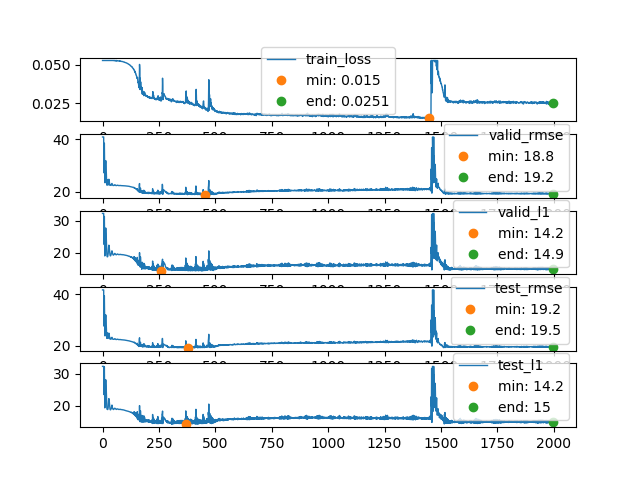 0.050
0.025
train_loss
min: 0.015
end: 0.0251
40
20
valid_rmse
min: 18.8
end: 19.2
30
20
valid_l1
min: 14.2
end: 14.9
40
20
test_rmse
min: 19.2
end: 19.5
30
20
test_l1
min: 14.2
end: 15
0 250 500 750 1000 1250 1500 1750 2000